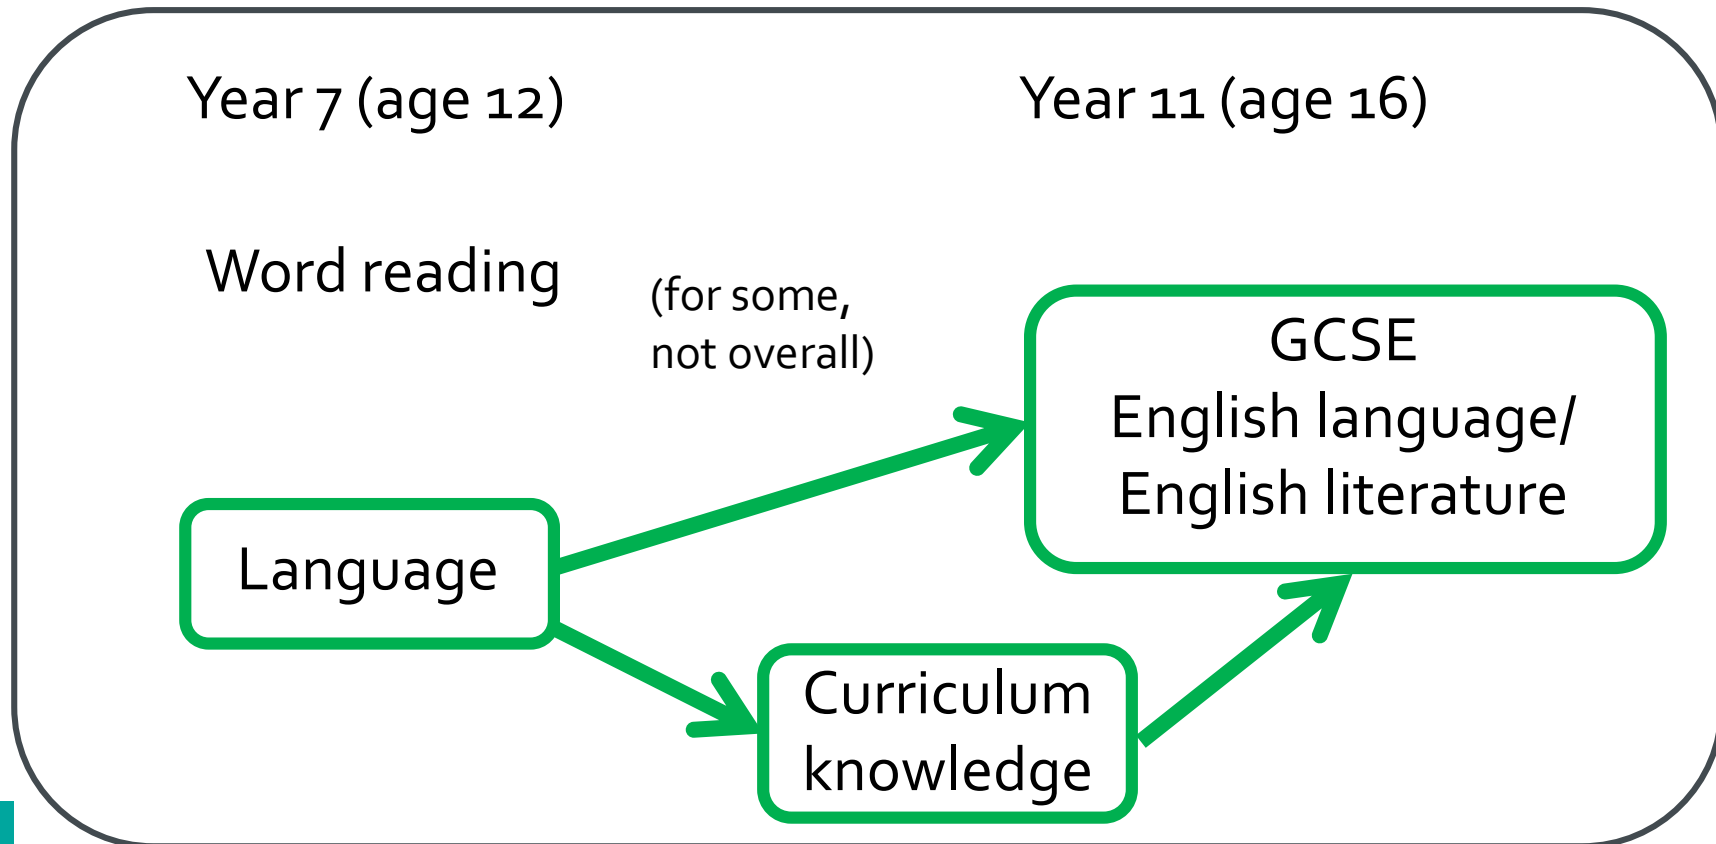 Year 7 (age 12)
Year 11 (age 16)
Word reading
(for some,
not overall)
GCSE
English language/
English literature
Language
Curriculum
knowledge